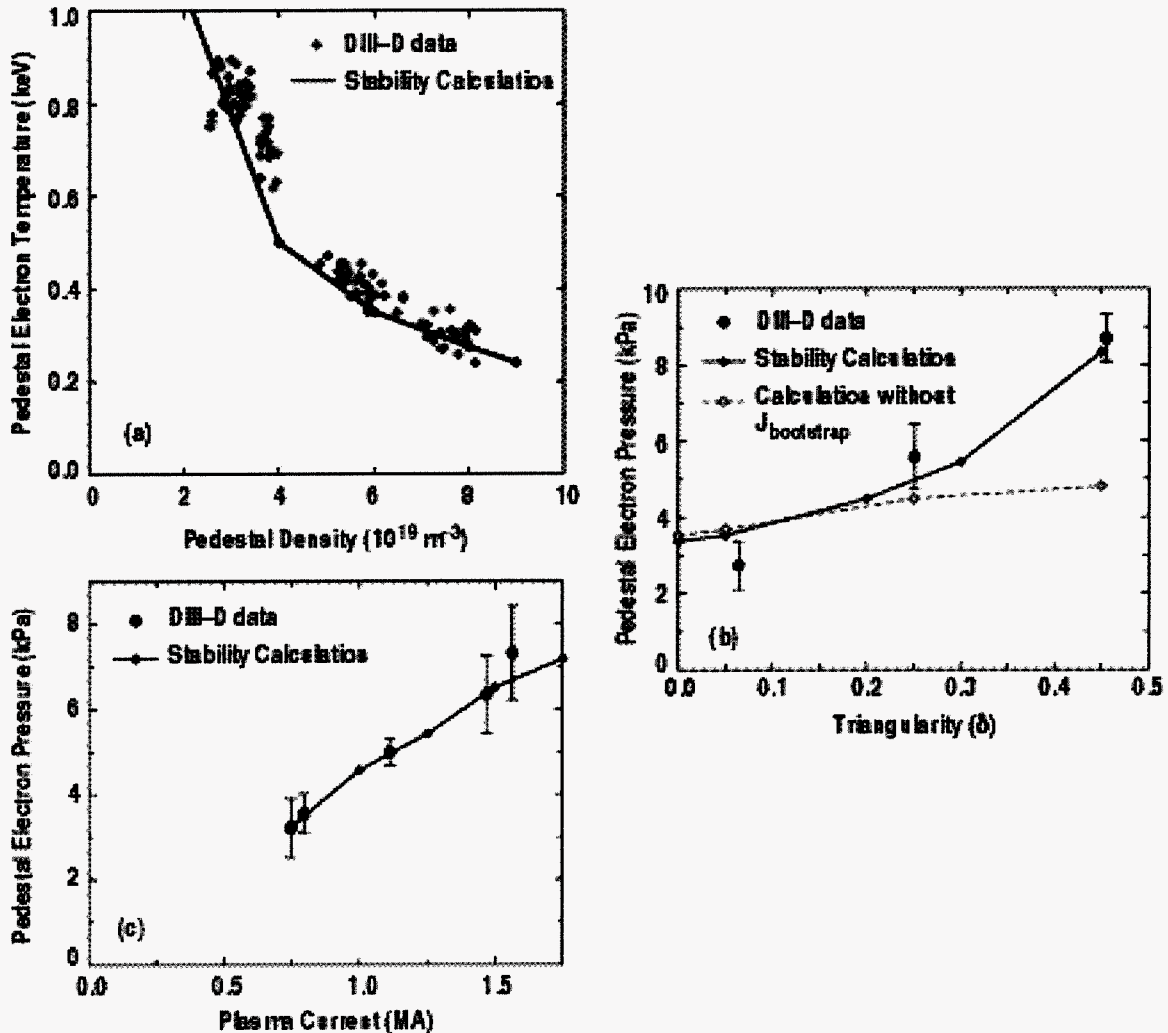 1.0
0.8
0.6
0.4
0.2
0.0
Pedestal Electron Temperature (keV)
DIII–D data
Stability Calculation
(a)
0 2 4 6 8 10
Pedestal Density (10¹⁹ m⁻³)
10
8
6
4
2
0
Pedestal Electron Pressure (kPa)
DIII–D data
Stability Calculation
Calculation without
J_bootstrap
(b)
0.0 0.1 0.2 0.3 0.4 0.5
Triangularity (δ)
8
6
4
2
0
Pedestal Electron Pressure (kPa)
DIII–D data
Stability Calculation
(c)
0.0 0.5 1.0 1.5
Plasma Current (MA)